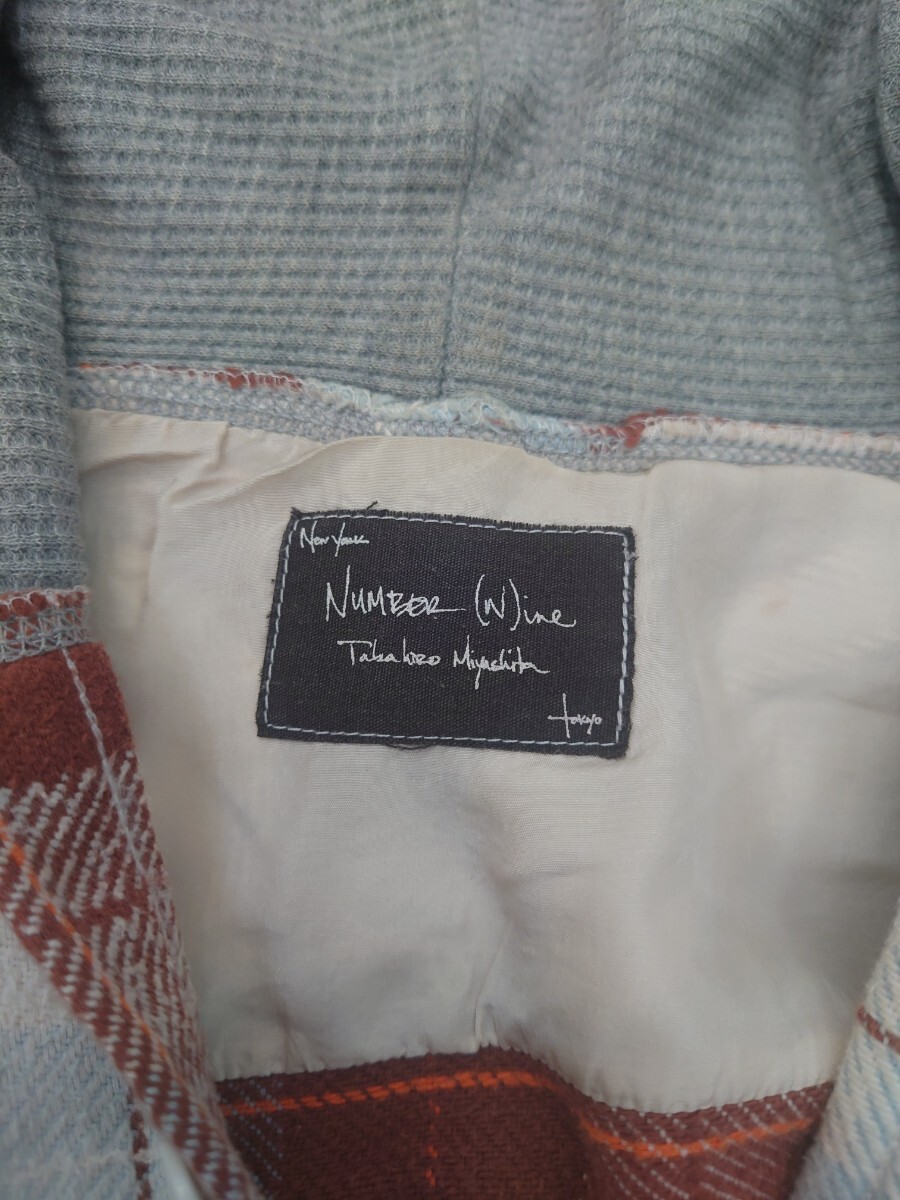 New York
NUMBER (N)ine
Takahiro Miyashita
tokyo